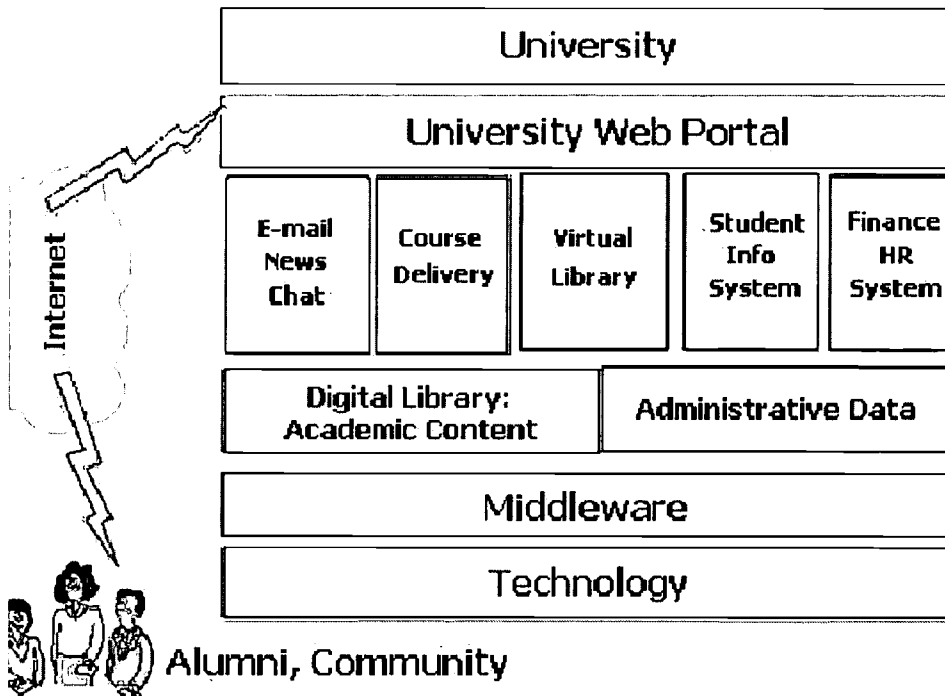 University
University Web Portal
Internet
E-mail
News
Chat
Course
Delivery
Virtual
Library
Student
Info
System
Finance
HR
System
Digital Library:
Academic Content
Administrative Data
Middleware
Technology
Alumni, Community